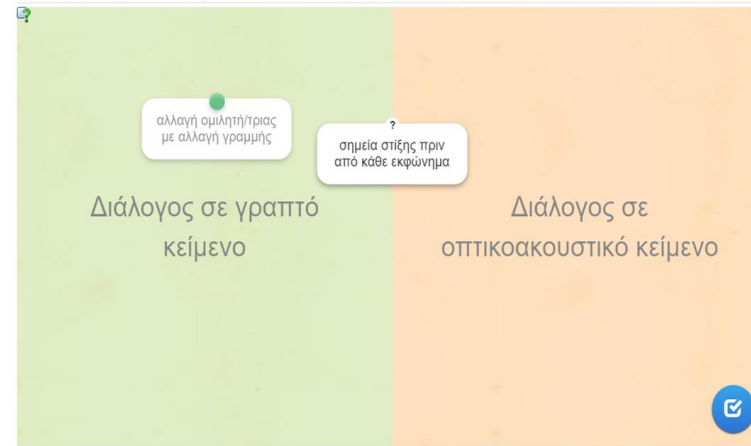 αλλαγή ομιλητή/τριας
με αλλαγή γραμμής
?
σημεία στίξης πριν
από κάθε εκφώνημα
Διάλογος σε γραπτό
κείμενο
Διάλογος σε
οπτικοακουστικό κείμενο